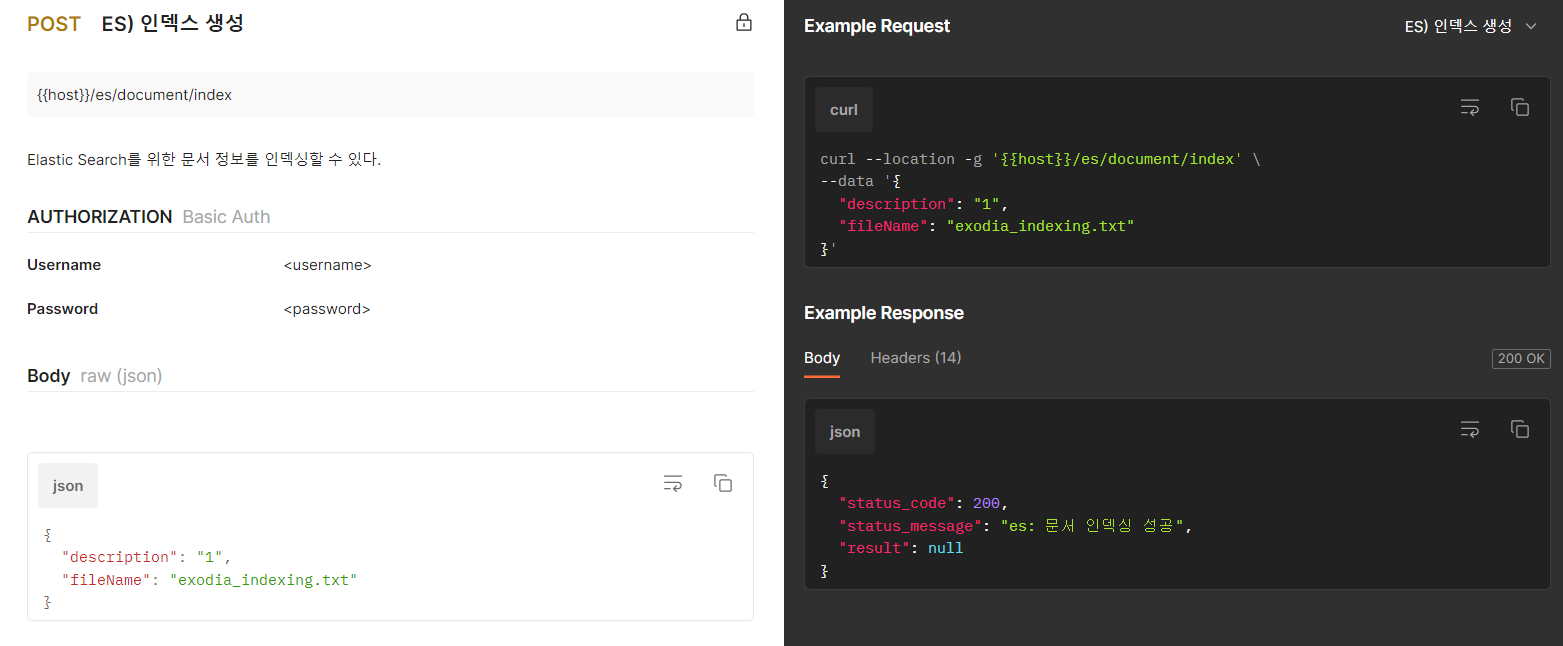 POST ES) 인덱스 생성
{{host}}/es/document/index
Elastic Search를 위한 문서 정보를 인덱싱할 수 있다.
AUTHORIZATION Basic Auth
Username <username>
Password <password>
Body raw (json)
json
{
"description": "1",
"fileName": "exodia_indexing.txt"
}
Example Request ES) 인덱스 생성
curl
curl --location -g '{{host}}/es/document/index' \
--data '{
"description": "1",
"fileName": "exodia_indexing.txt"
}'
Example Response
Body Headers (14) 200 OK
json
{
"status_code": 200,
"status_message": "es: 문서 인덱싱 성공",
"result": null
}